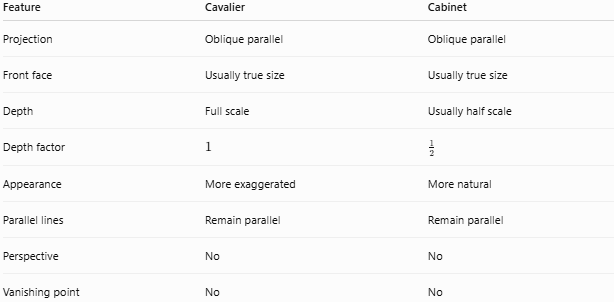 Feature Cavalier Cabinet
Projection Oblique parallel Oblique parallel
Front face Usually true size Usually true size
Depth Full scale Usually half scale
Depth factor 1 1/2
Appearance More exaggerated More natural
Parallel lines Remain parallel Remain parallel
Perspective No No
Vanishing point No No